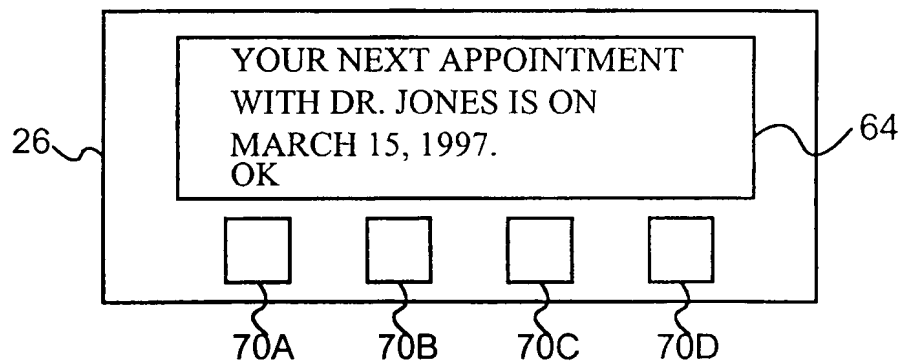 YOUR NEXT APPOINTMENT
WITH DR. JONES IS ON
MARCH 15, 1997.
OK
26
64
70A 70B 70C 70D